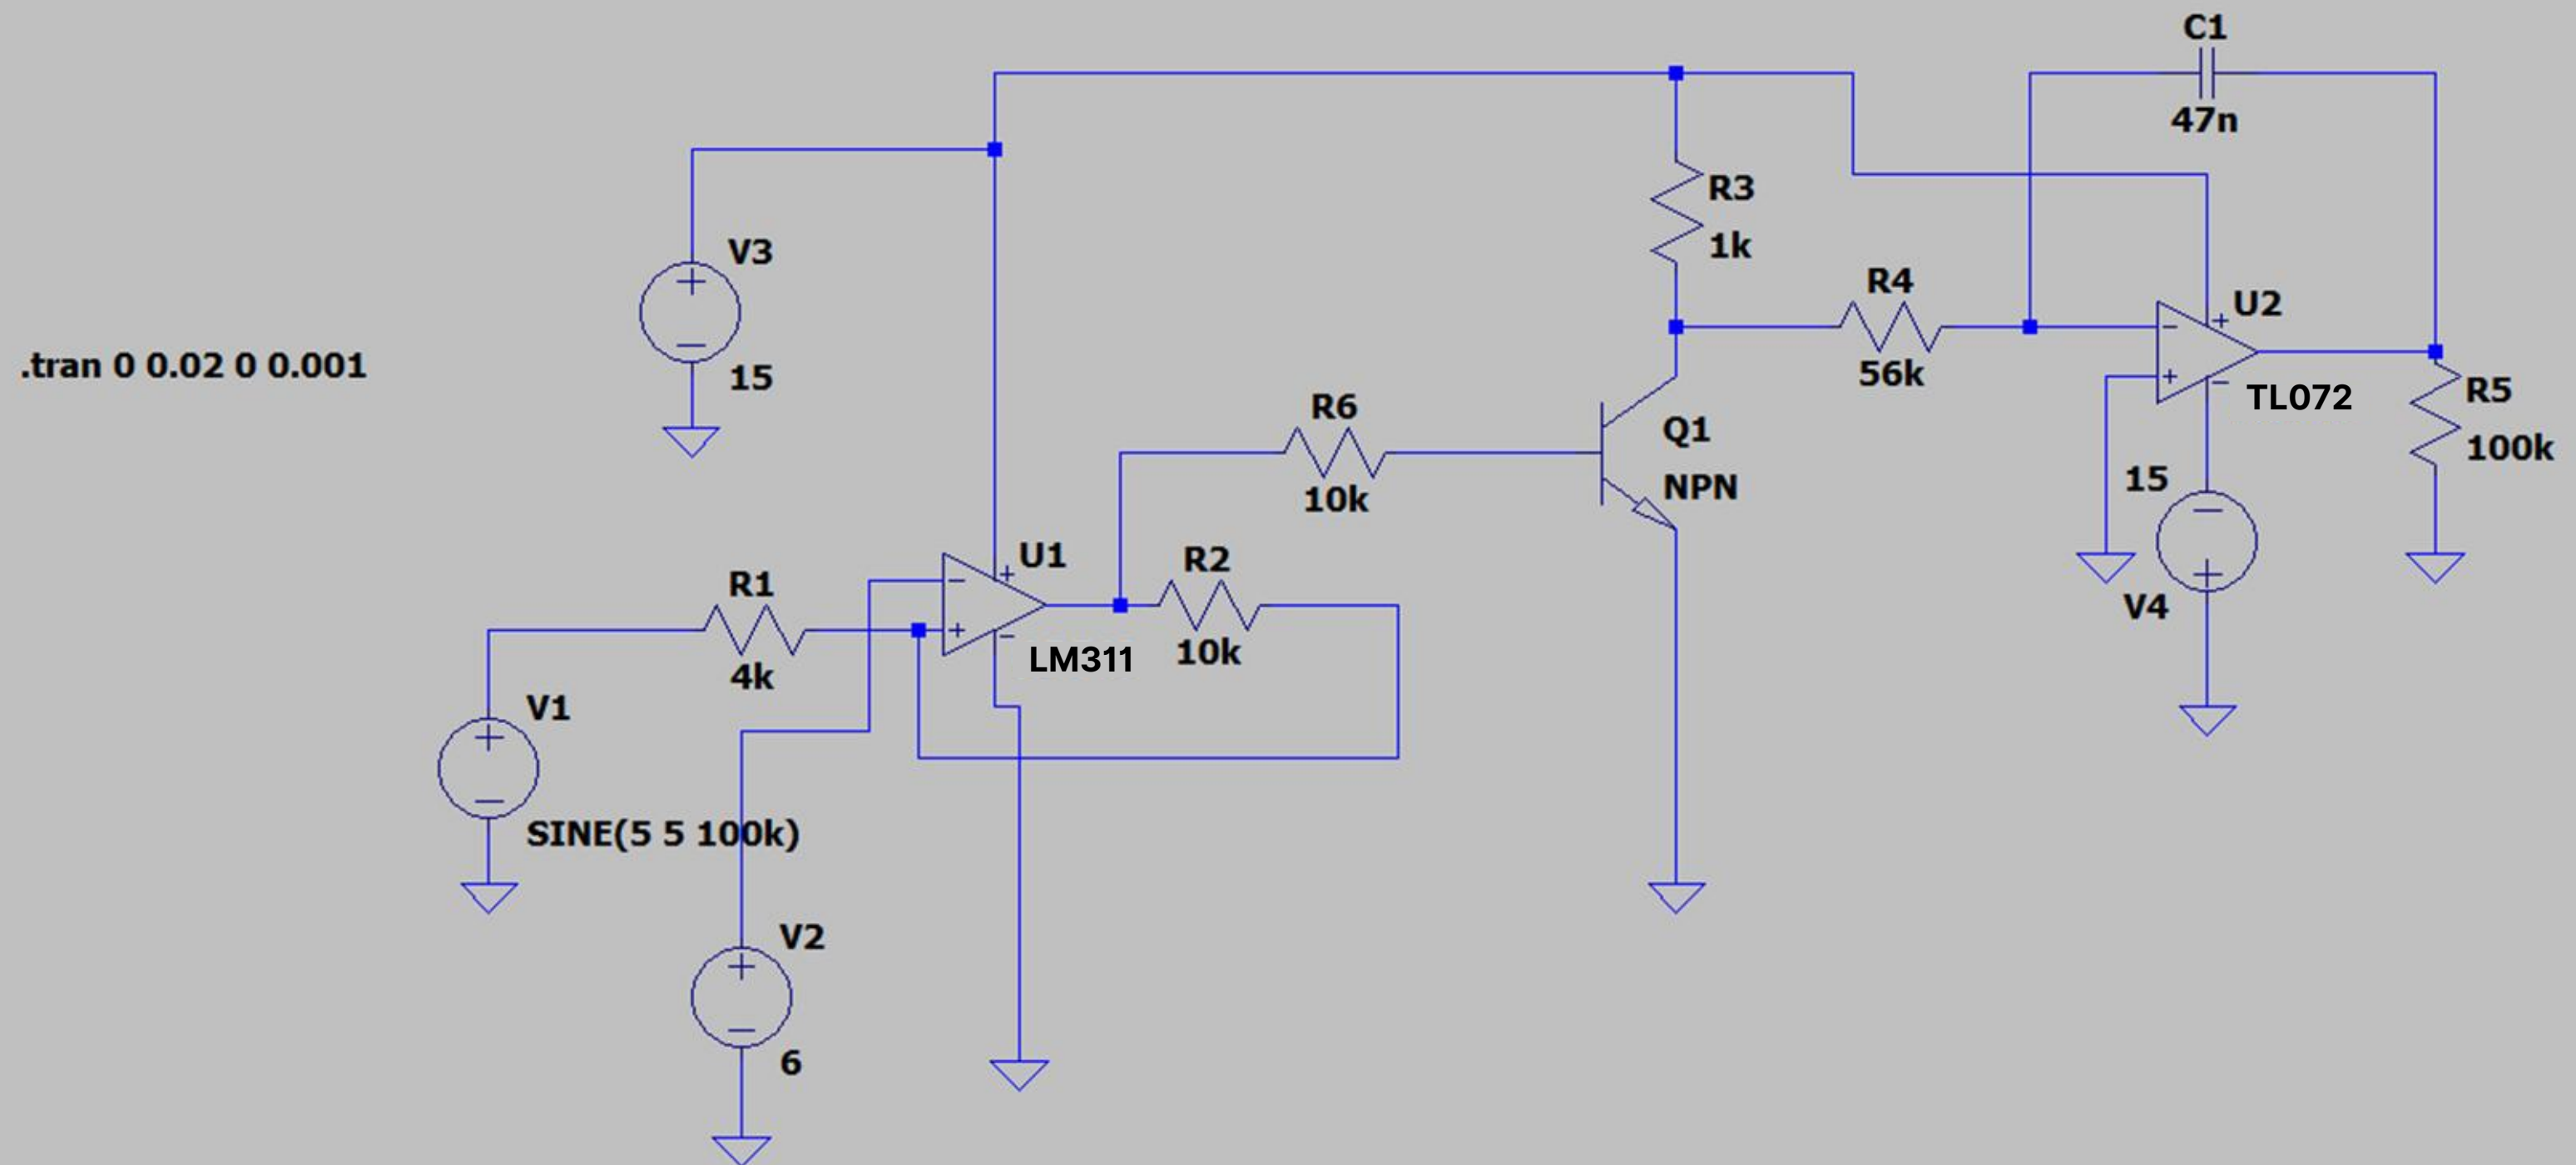 C1
47n
R3
1k
V3
15
.tran 0 0.02 0 0.001
R4
56k
U2
TL072
R5
100k
R6
10k
Q1
NPN
15
V4
R1
4k
U1
LM311
R2
10k
V1
SINE(5 5 100k)
V2
6